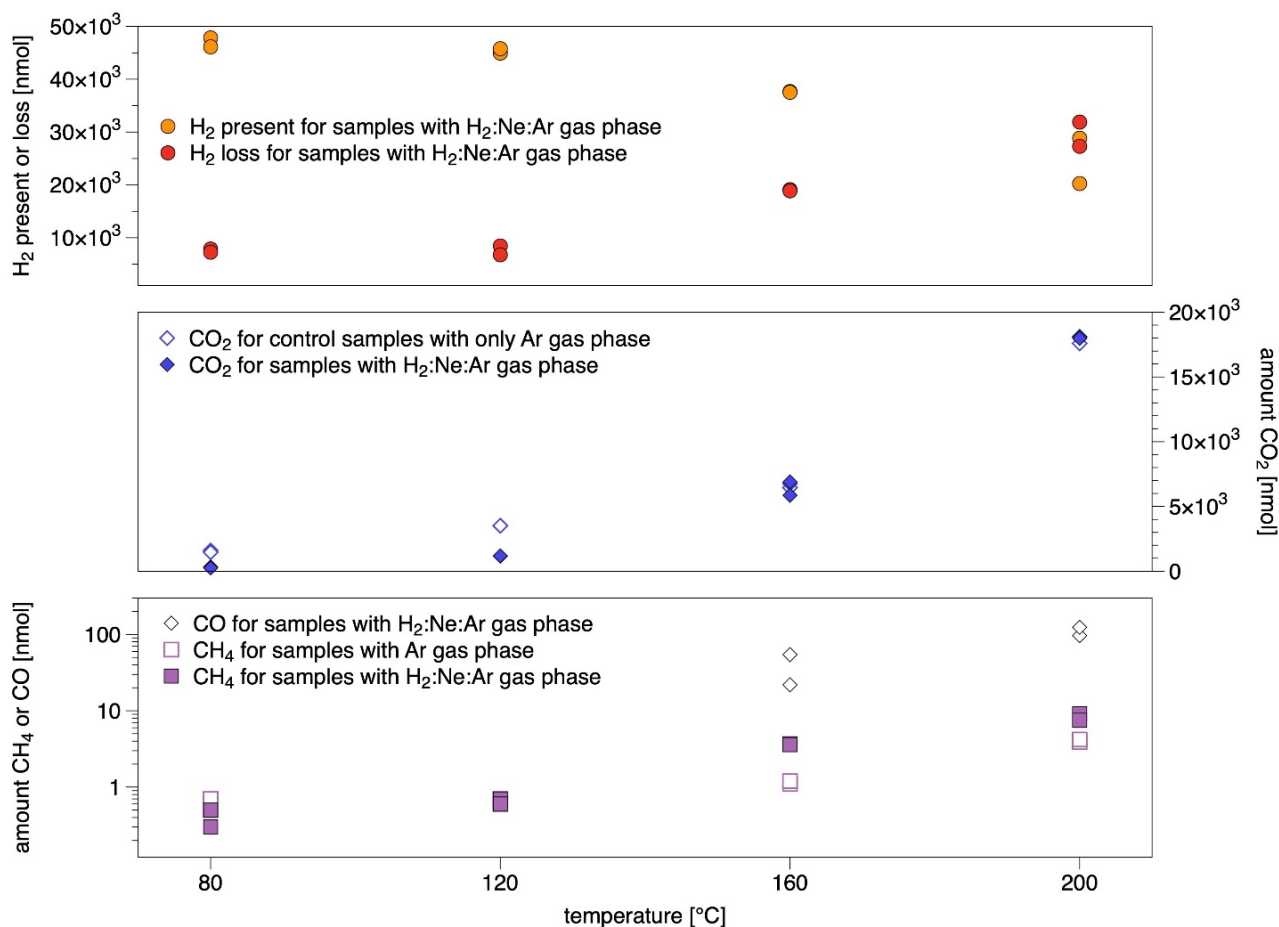 50×10³
40×10³
30×10³
20×10³
10×10³
H₂ present or loss [nmol]
H₂ present for samples with H₂:Ne:Ar gas phase
H₂ loss for samples with H₂:Ne:Ar gas phase
CO₂ for control samples with only Ar gas phase
CO₂ for samples with H₂:Ne:Ar gas phase
20×10³
15×10³
10×10³
5×10³
0
amount CO₂ [nmol]
CO for samples with H₂:Ne:Ar gas phase
CH₄ for samples with Ar gas phase
CH₄ for samples with H₂:Ne:Ar gas phase
100
10
1
amount CH₄ or CO [nmol]
80 120 160 200
temperature [°C]